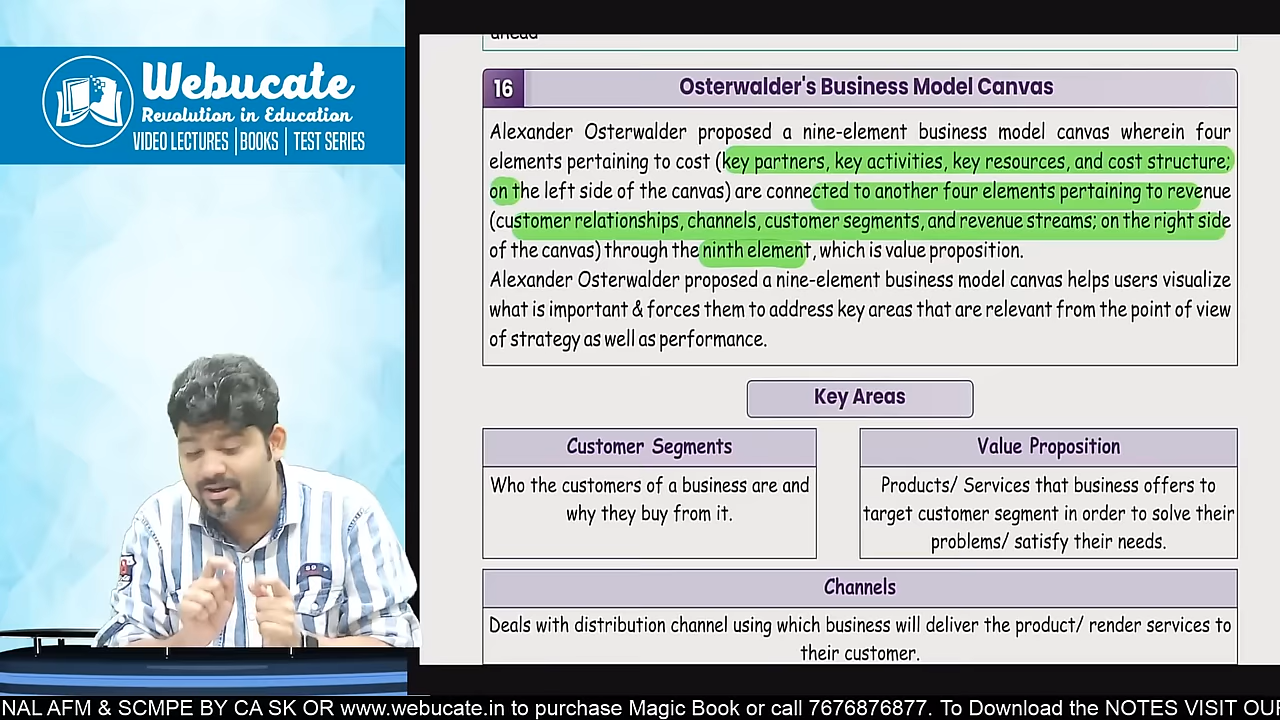 Webucate
Revolution in Education
VIDEO LECTURES | BOOKS | TEST SERIES
ahead
16
Osterwalder's Business Model Canvas
Alexander Osterwalder proposed a nine-element business model canvas wherein four
elements pertaining to cost (key partners, key activities, key resources, and cost structure;
on the left side of the canvas) are connected to another four elements pertaining to revenue
(customer relationships, channels, customer segments, and revenue streams; on the right side
of the canvas) through the ninth element, which is value proposition.
Alexander Osterwalder proposed a nine-element business model canvas helps users visualize
what is important & forces them to address key areas that are relevant from the point of view
of strategy as well as performance.
Key Areas
Customer Segments
Who the customers of a business are and
why they buy from it.
Value Proposition
Products/ Services that business offers to
target customer segment in order to solve their
problems/ satisfy their needs.
Channels
Deals with distribution channel using which business will deliver the product/ render services to
their customer.
NAL AFM & SCMPE BY CA SK OR www.webucate.in to purchase Magic Book or call 7676876877. To Download the NOTES VISIT OU